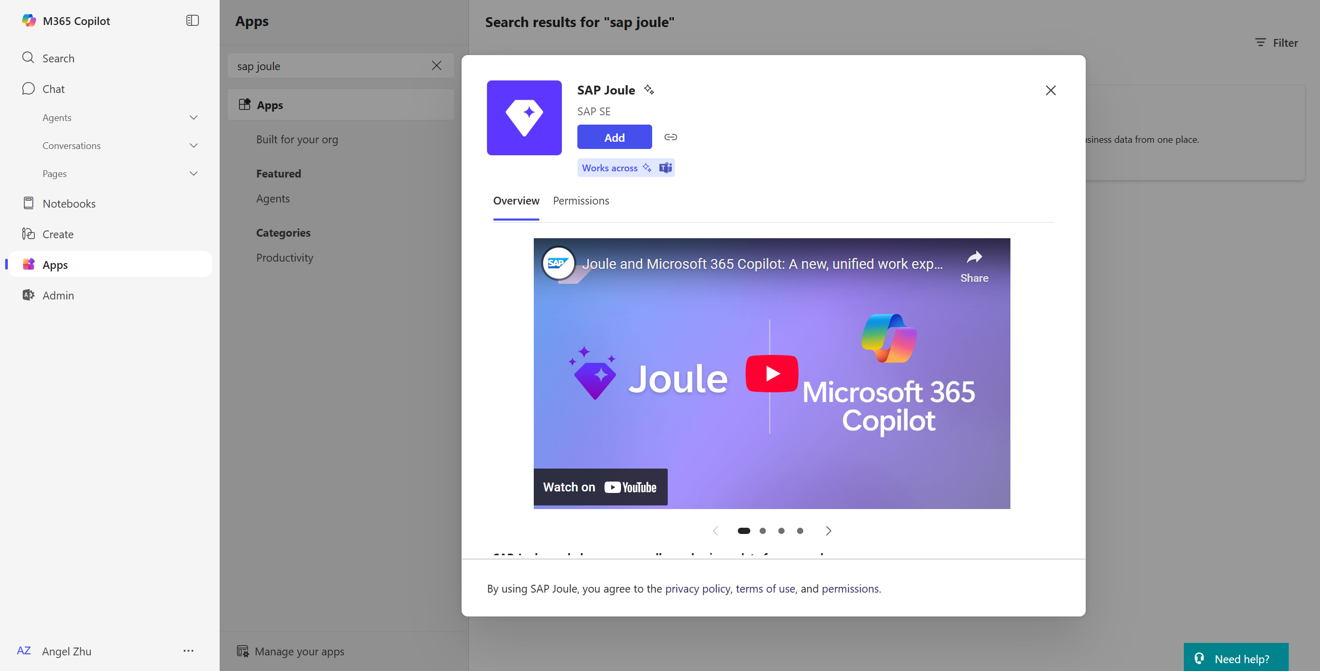 M365 Copilot
Search
Chat
Agents
Conversations
Pages
Notebooks
Create
Apps
Admin
AZ Angel Zhu
Apps
sap joule
Apps
Built for your org
Featured
Agents
Categories
Productivity
Manage your apps
Search results for "sap joule"
Filter
SAP Joule
SAP SE
Add
Works across
Overview Permissions
SAP Joule and Microsoft 365 Copilot: A new, unified work exp...
Share
Joule
Microsoft 365
Copilot
Watch on YouTube
By using SAP Joule, you agree to the privacy policy, terms of use, and permissions.
business data from one place.
Need help?